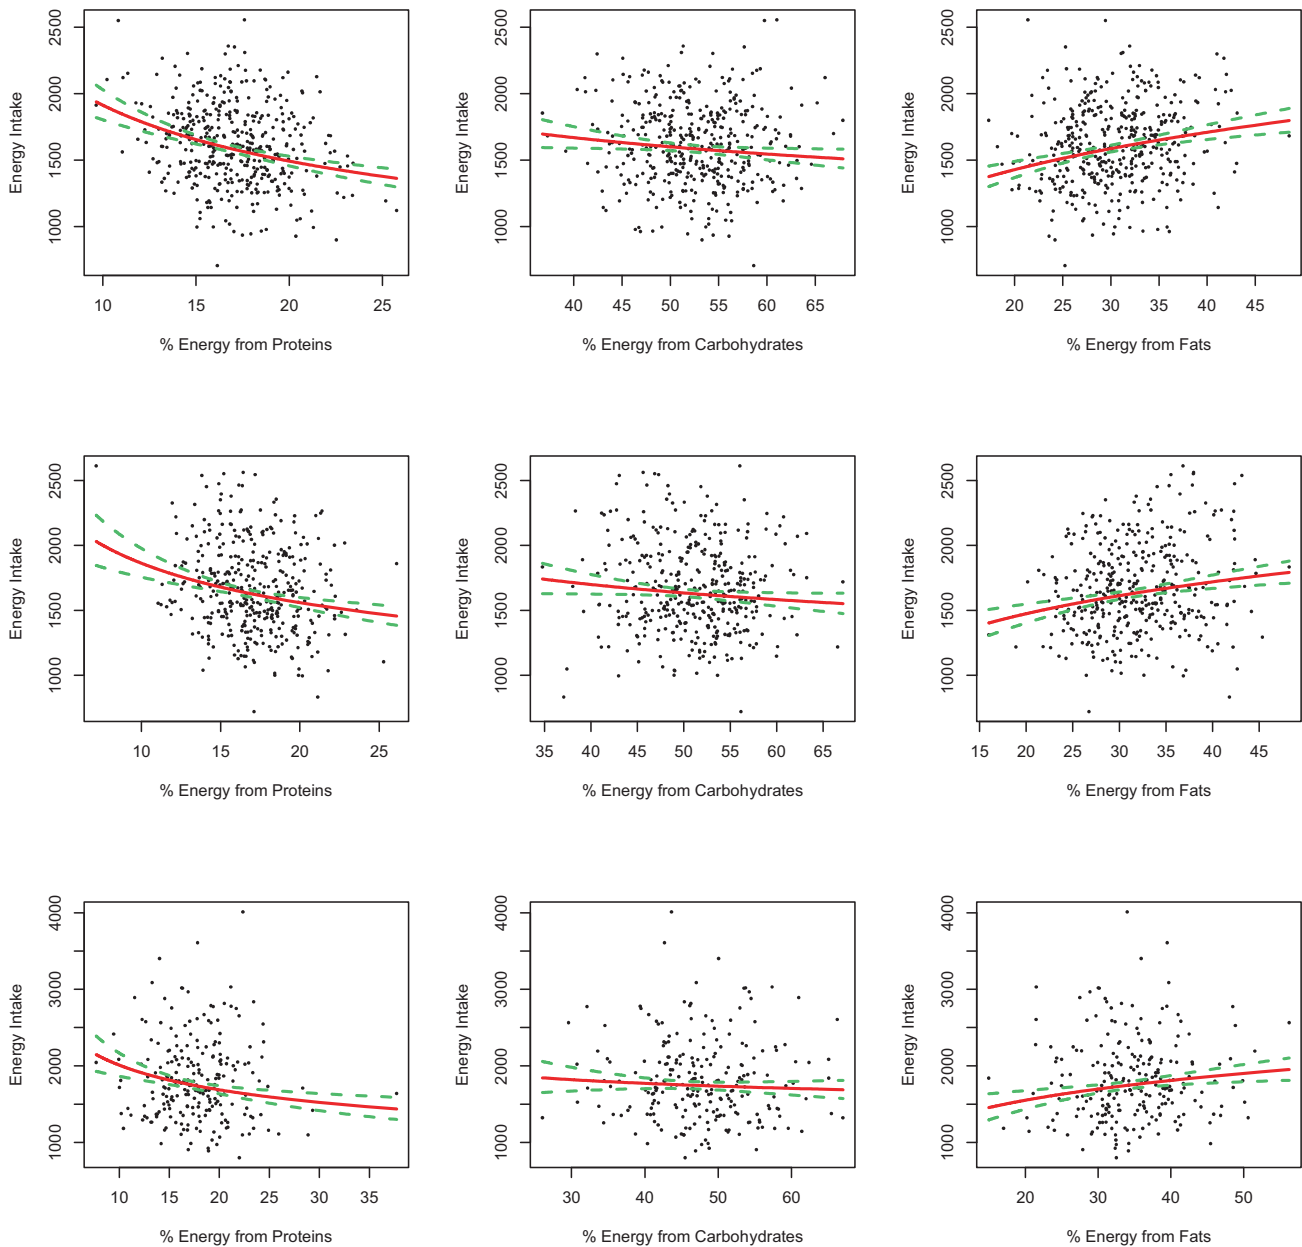 Energy Intake
1000 1500 2000 2500
10 15 20 25
% Energy from Proteins
Energy Intake
1000 1500 2000 2500
40 45 50 55 60 65
% Energy from Carbohydrates
Energy Intake
1000 1500 2000 2500
20 25 30 35 40 45
% Energy from Fats
Energy Intake
1000 1500 2000 2500
10 15 20 25
% Energy from Proteins
Energy Intake
1000 1500 2000 2500
35 40 45 50 55 60 65
% Energy from Carbohydrates
Energy Intake
1000 1500 2000 2500
15 20 25 30 35 40 45
% Energy from Fats
Energy Intake
1000 2000 3000 4000
10 15 20 25 30 35
% Energy from Proteins
Energy Intake
1000 2000 3000 4000
30 40 50 60
% Energy from Carbohydrates
Energy Intake
1000 2000 3000 4000
20 30 40 50
% Energy from Fats